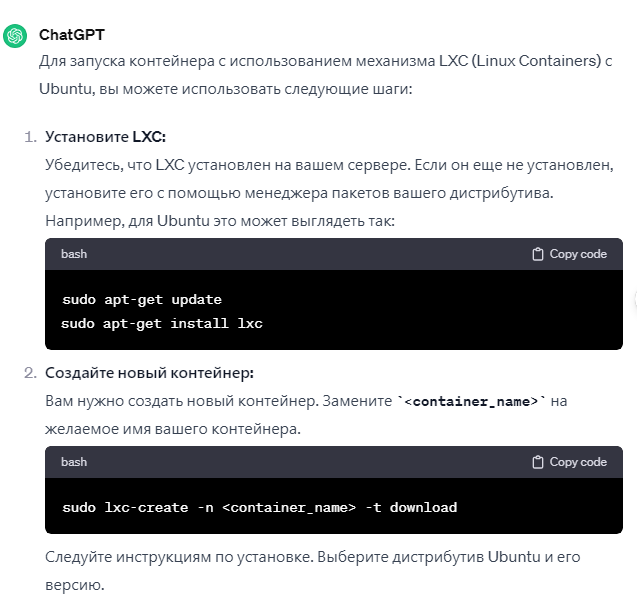 ChatGPT
Для запуска контейнера с использованием механизма LXC (Linux Containers) с
Ubuntu, вы можете использовать следующие шаги:
1. Установите LXC:
Убедитесь, что LXC установлен на вашем сервере. Если он еще не установлен,
установите его с помощью менеджера пакетов вашего дистрибутива.
Например, для Ubuntu это может выглядеть так:
bash Copy code
sudo apt-get update
sudo apt-get install lxc
2. Создайте новый контейнер:
Вам нужно создать новый контейнер. Замените `<container_name>` на
желаемое имя вашего контейнера.
bash Copy code
sudo lxc-create -n <container_name> -t download
Следуйте инструкциям по установке. Выберите дистрибутив Ubuntu и его
версию.